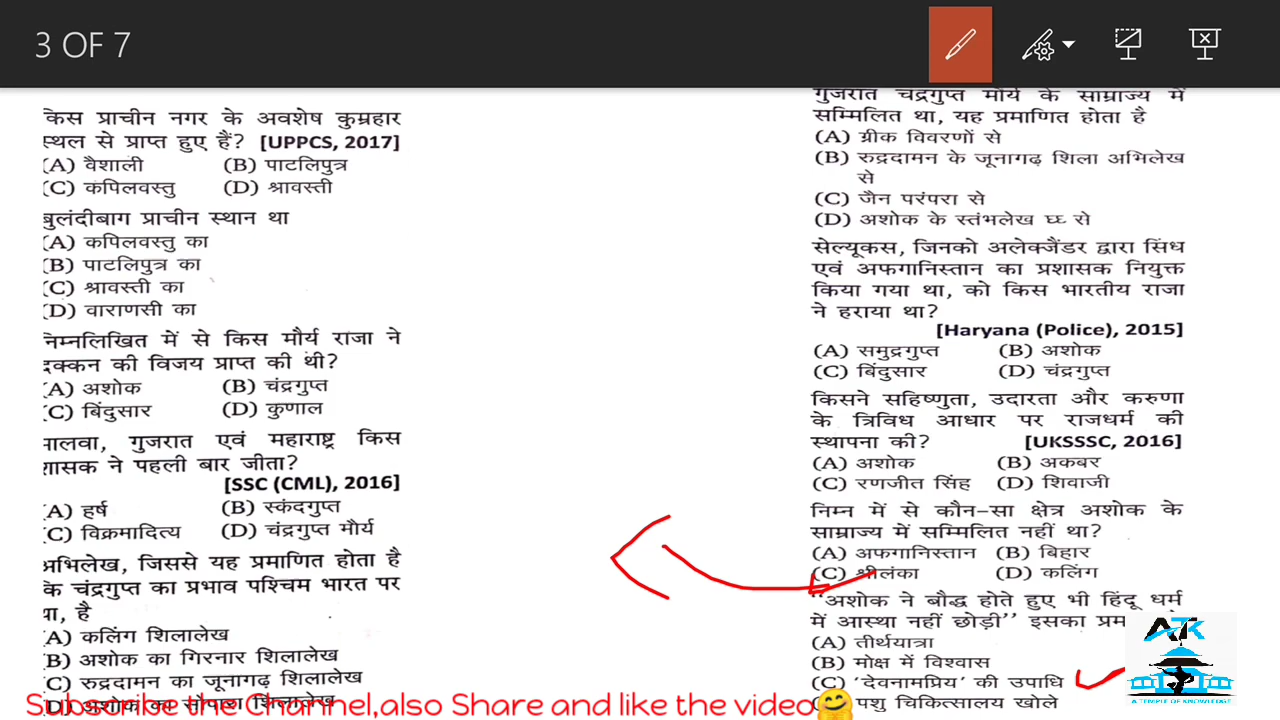 3 OF 7
किस प्राचीन नगर के अवशेष कुम्रहार
स्थल से प्राप्त हुए हैं? [UPPCS, 2017]
(A) वैशाली (B) पाटलिपुत्र
(C) कपिलवस्तु (D) श्रावस्ती
बुलंदीबाग प्राचीन स्थान था
(A) कपिलवस्तु का
(B) पाटलिपुत्र का
(C) श्रावस्ती का
(D) वाराणसी का
निम्नलिखित में से किस मौर्य राजा ने
दक्कन की विजय प्राप्त की थी?
(A) अशोक (B) चंद्रगुप्त
(C) बिंदुसार (D) कुणाल
मालवा, गुजरात एवं महाराष्ट्र किस
शासक ने पहली बार जीता?
[SSC (CML), 2016]
(A) हर्ष (B) स्कंदगुप्त
(C) विक्रमादित्य (D) चंद्रगुप्त मौर्य
अभिलेख, जिससे यह प्रमाणित होता है
के चंद्रगुप्त का प्रभाव पश्चिम भारत पर
था, है
(A) कलिंग शिलालेख
(B) अशोक का गिरनार शिलालेख
(C) रुद्रदामन का जूनागढ़ शिलालेख
(D) अशोक का सोपारा शिलालेख
गुजरात चंद्रगुप्त मौर्य के साम्राज्य में
सम्मिलित था, यह प्रमाणित होता है
(A) ग्रीक विवरणों से
(B) रुद्रदामन के जूनागढ़ शिला अभिलेख
से
(C) जैन परंपरा से
(D) अशोक के स्तंभलेख घ्घ् से
सेल्यूकस, जिनको अलेक्जैंडर द्वारा सिंध
एवं अफगानिस्तान का प्रशासक नियुक्त
किया गया था, को किस भारतीय राजा
ने हराया था?
[Haryana (Police), 2015]
(A) समुद्रगुप्त (B) अशोक
(C) बिंदुसार (D) चंद्रगुप्त
किसने सहिष्णुता, उदारता और करुणा
के त्रिविध आधार पर राजधर्म की
स्थापना की? [UKSSSC, 2016]
(A) अशोक (B) अकबर
(C) रणजीत सिंह (D) शिवाजी
निम्न में से कौन-सा क्षेत्र अशोक के
साम्राज्य में सम्मिलित नहीं था?
(A) अफगानिस्तान (B) बिहार
(C) श्रीलंका (D) कलिंग
''अशोक ने बौद्ध होते हुए भी हिंदू धर्म
में आस्था नहीं छोड़ी'' इसका
(A) तीर्थयात्रा
(B) मोक्ष में विश्वास
(C) 'देवनामप्रिय' की उपाधि
पशु चिकित्सालय खोले
Subscribe the Channel,also Share and like the video
ATK
A TEMPLE OF KNOWLEDGE